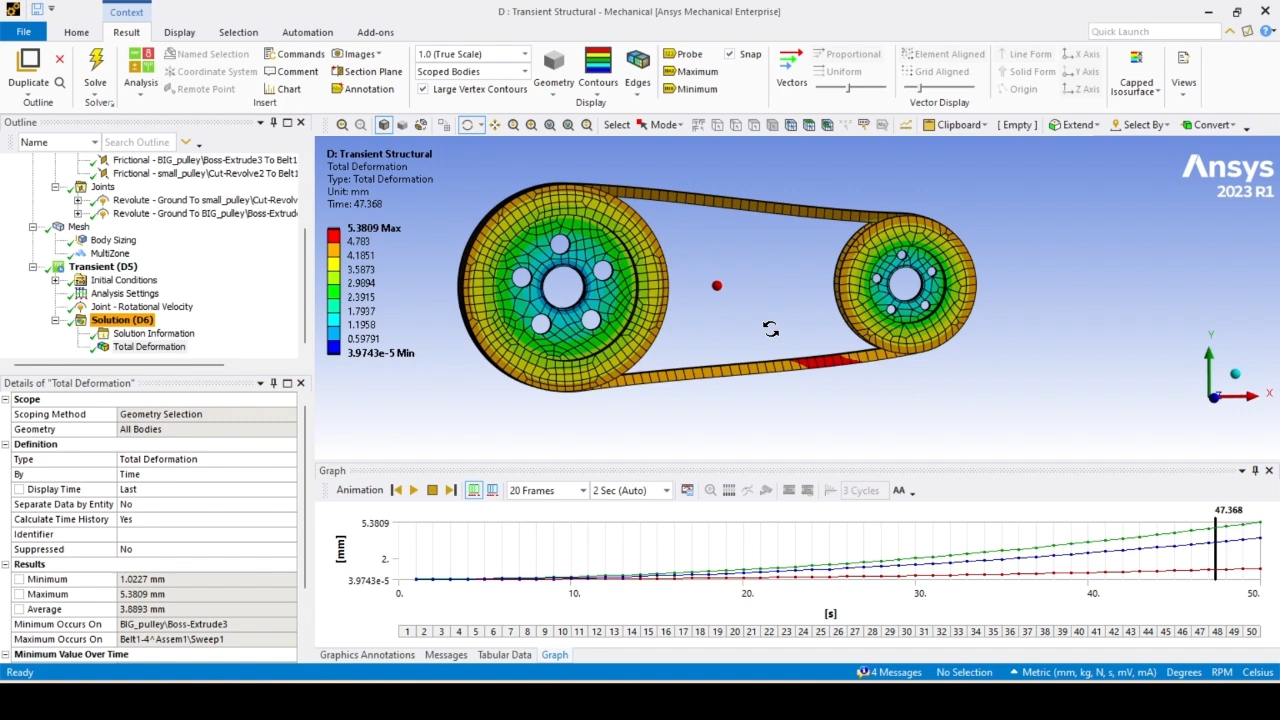 Context
D : Transient Structural - Mechanical [Ansys Mechanical Enterprise]
File Home Result Display Selection Automation Add-ons
Quick Launch
Duplicate
Outline
Solve
Solver
Analysis
Named Selection
Coordinate System
Remote Point
Commands
Comment
Chart
Images
Section Plane
Annotation
Insert
1.0 (True Scale)
Scoped Bodies
Large Vertex Contours
Geometry Contours Edges
Display
Probe
Maximum
Minimum
Snap
Vectors
Proportional
Uniform
Element Aligned
Grid Aligned
Line Form
Solid Form
Origin
X Axis
Y Axis
Z Axis
Vector Display
Capped
Isosurface
Views
Outline
Name
Search Outline
Select Mode Clipboard [ Empty ] Extend Select By Convert
Frictional - BIG_pulley\Boss-Extrude3 To Belt1
Frictional - small_pulley\Cut-Revolve2 To Belt1
Joints
Revolute - Ground To small_pulley\Cut-Revolv
Revolute - Ground To BIG_pulley\Boss-Extrud
Mesh
Body Sizing
MultiZone
Transient (D5)
Initial Conditions
Analysis Settings
Joint - Rotational Velocity
Solution (D6)
Solution Information
Total Deformation
Details of "Total Deformation"
Scope
Scoping Method Geometry Selection
Geometry All Bodies
Definition
Type Total Deformation
By Time
Display Time Last
Separate Data by Entity No
Calculate Time History Yes
Identifier
Suppressed No
Results
Minimum 1.0227 mm
Maximum 5.3809 mm
Average 3.8893 mm
Minimum Occurs On BIG_pulley\Boss-Extrude3
Maximum Occurs On Belt1-4^Assem1\Sweep1
Minimum Value Over Time
D: Transient Structural
Total Deformation
Type: Total Deformation
Unit: mm
Time: 47.368
5.3809 Max
4.783
4.1851
3.5873
2.9894
2.3915
1.7937
1.1958
0.59791
3.9743e-5 Min
Ansys
2023 R1
Y
X
Graph
Animation 20 Frames 2 Sec (Auto) 3 Cycles AA
47.368
5.3809
[mm]
2.
3.9743e-5
0. 10. 20. 30. 40. 50.
[s]
1 2 3 4 5 6 7 8 9 10 11 12 13 14 15 16 17 18 19 20 21 22 23 24 25 26 27 28 29 30 31 32 33 34 35 36 37 38 39 40 41 42 43 44 45 46 47 48 49 50
Graphics Annotations Messages Tabular Data Graph
Ready
4 Messages No Selection Metric (mm, kg, N, s, mV, mA) Degrees RPM Celsius